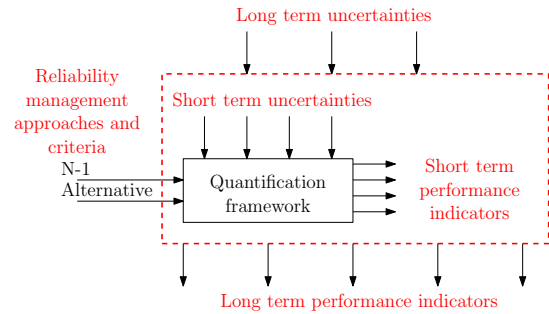 Long term uncertainties
Reliability
management
approaches and
criteria
Short term uncertainties
N-1
Alternative
Quantification
framework
Short term
performance
indicators
Long term performance indicators